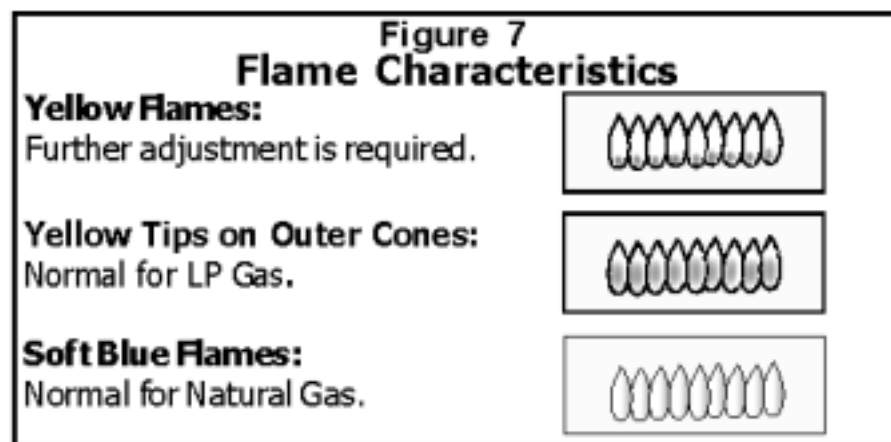 Figure 7
Flame Characteristics
Yellow Flames:
Further adjustment is required.
Yellow Tips on Outer Cones:
Normal for LP Gas.
Soft Blue Flames:
Normal for Natural Gas.